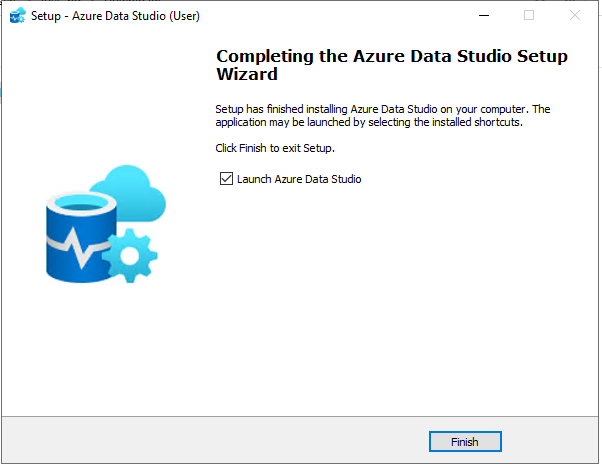 Setup - Azure Data Studio (User)
Completing the Azure Data Studio Setup
Wizard
Setup has finished installing Azure Data Studio on your computer. The
application may be launched by selecting the installed shortcuts.
Click Finish to exit Setup.
Launch Azure Data Studio
Finish